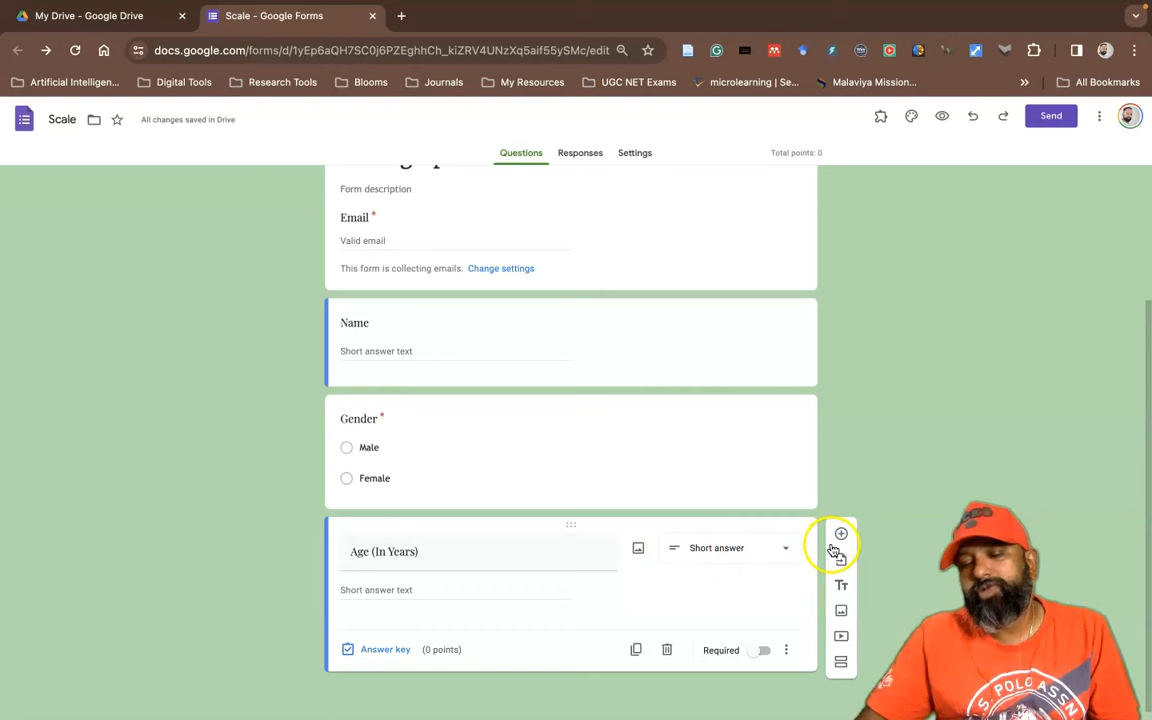 My Drive - Google Drive
Scale - Google Forms
docs.google.com/forms/d/1yEp6aQH7SC0j6PZEghhCh_kiZRV4UNzXq5aif55ySMc/edit
Artificial Intelligen...
Digital Tools
Research Tools
Blooms
Journals
My Resources
UGC NET Exams
microlearning | Se...
Malaviya Mission...
All Bookmarks
Scale
All changes saved in Drive
Send
Questions
Responses
Settings
Total points: 0
Form description
Email *
Valid email
This form is collecting emails. Change settings
Name
Short answer text
Gender *
Male
Female
Age (In Years)
Short answer
Short answer text
Answer key (0 points)
Required
Tт
S. POLO ASSN